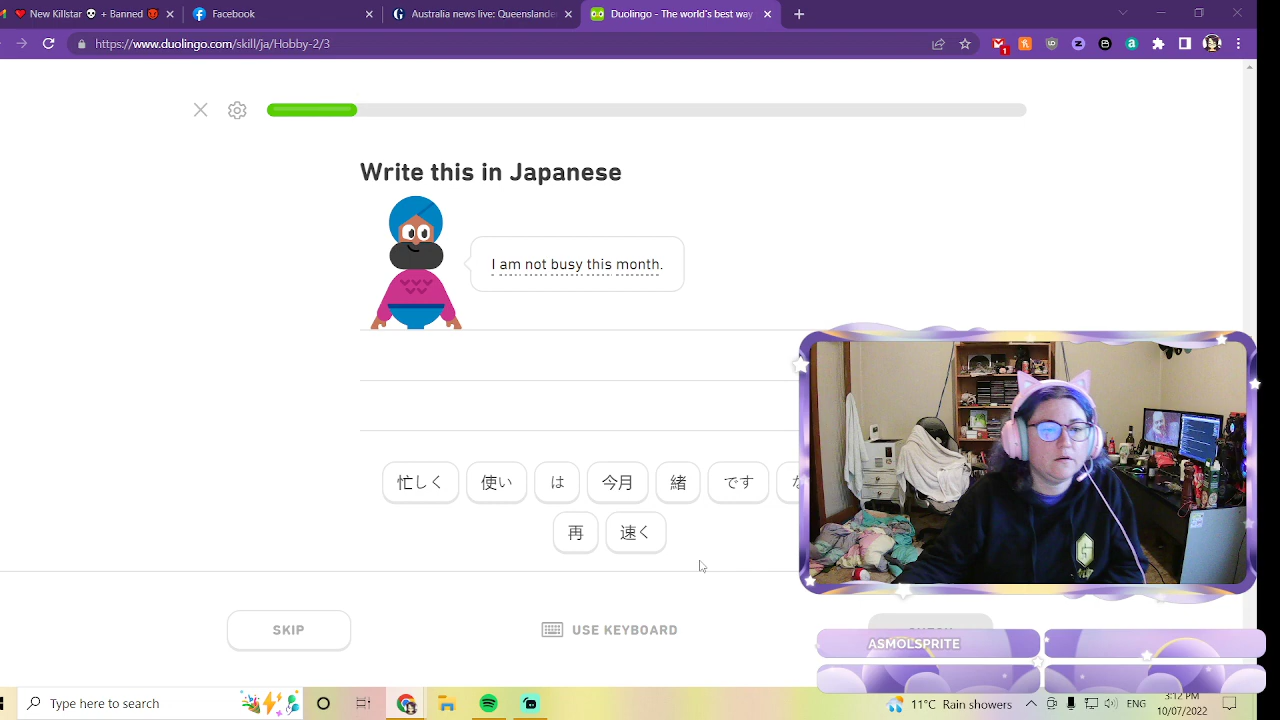 New Killstar 💀 + Banned 👹 Facebook Australia news live: Queenslande Duolingo - The world's best way
https://www.duolingo.com/skill/ja/Hobby-2/3
1
Write this in Japanese
I am not busy this month.
忙しく 使い は 今月 緒 です
再 速く
SKIP USE KEYBOARD
ASMOLSPRITE
Type here to search 11°C Rain showers 3:12 PM
10/07/2022